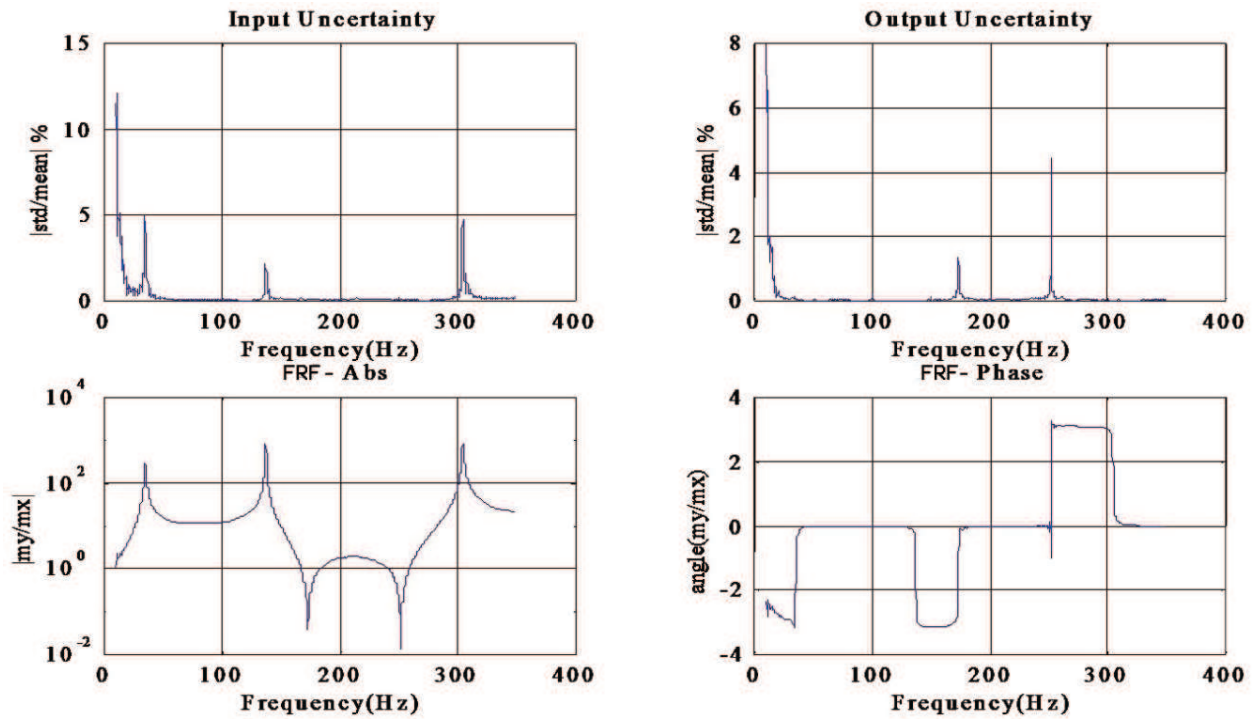 Input Uncertainty
|std/mean| %
15
10
5
0
0 100 200 300 400
Frequency(Hz)
Output Uncertainty
|std/mean| %
8
6
4
2
0
0 100 200 300 400
Frequency(Hz)
FRF - Abs
|my/mx|
10^4
10^2
10^0
10^-2
0 100 200 300 400
Frequency(Hz)
FRF- Phase
angle(my/mx)
4
2
0
-2
-4
0 100 200 300 400
Frequency(Hz)